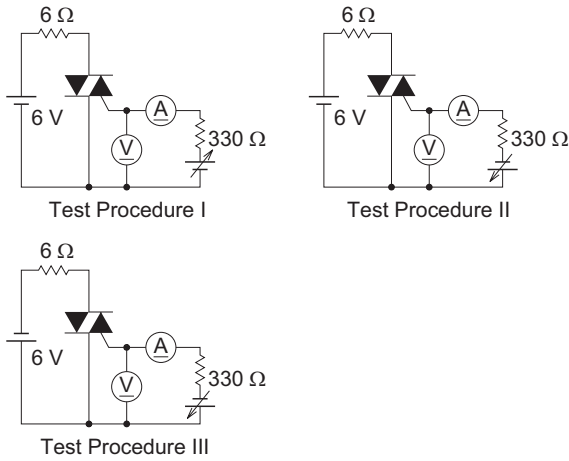 6 Ω
6 V
A
V
330 Ω
Test Procedure I
6 Ω
6 V
A
V
330 Ω
Test Procedure II
6 Ω
6 V
A
V
330 Ω
Test Procedure III